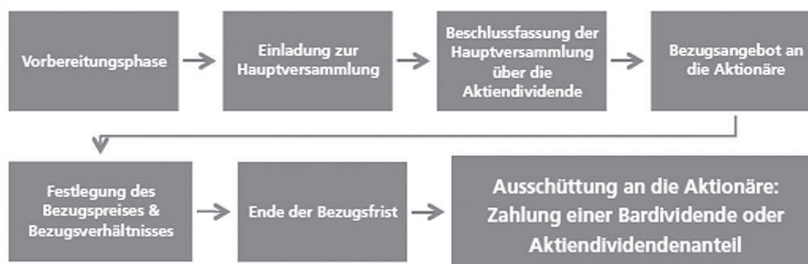 Vorbereitungsphase
Einladung zur
Hauptversammlung
Beschlussfassung der
Hauptversammlung
über die
Aktiendividende
Bezugsangebot an
die Aktionäre
Festlegung des
Bezugspreises &
Bezugsverhältnisses
Ende der Bezugsfrist
Ausschüttung an die Aktionäre:
Zahlung einer Bardividende oder
Aktiendividendenanteil